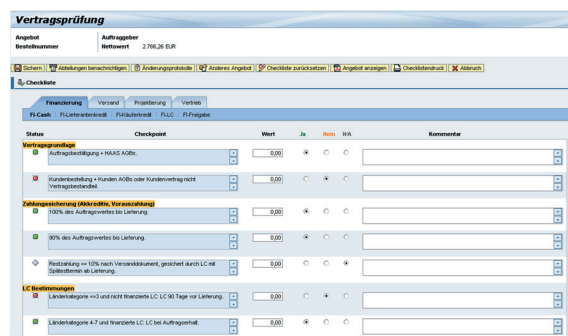 Vertragsprüfung
Angebot Auftraggeber
Bestellnummer Nettowert 2.766,26 EUR
Sichern Abteilungen benachrichtigen Änderungsprotokolle Anderes Angebot Checkliste zurücksetzen Angebot anzeigen Checklistendruck Abbruch
Checkliste
Finanzierung Versand Projektierung Vertrieb
FI-Cash FI-Lieferantenkredit FI-Käuferkredit FI-LC FI-Freigabe
Status Checkpoint Wert Ja Nein N/A Kommentar
Vertragsgrundlage
Auftragsbestätigung + HAAS AGBs. 0,00
Kundenbestellung + Kunden AGBs oder Kundenvertrag nicht 0,00
Vertragsbestandteil.
Zahlungssicherung (Akkreditiv, Vorauszahlung)
100% des Auftragswertes bis Lieferung. 0,00
90% des Auftragswertes bis Lieferung. 0,00
Restzahlung <= 10% nach Versanddokument, gesichert durch LC mit 0,00
Spätesttermin ab Lieferung.
LC Bestimmungen
Länderkategorie <=3 und nicht finanzierte LC: LC 90 Tage vor Lieferung. 0,00
Länderkategorie 4-7 und finanzierte LC: LC bei Auftragserhalt. 0,00